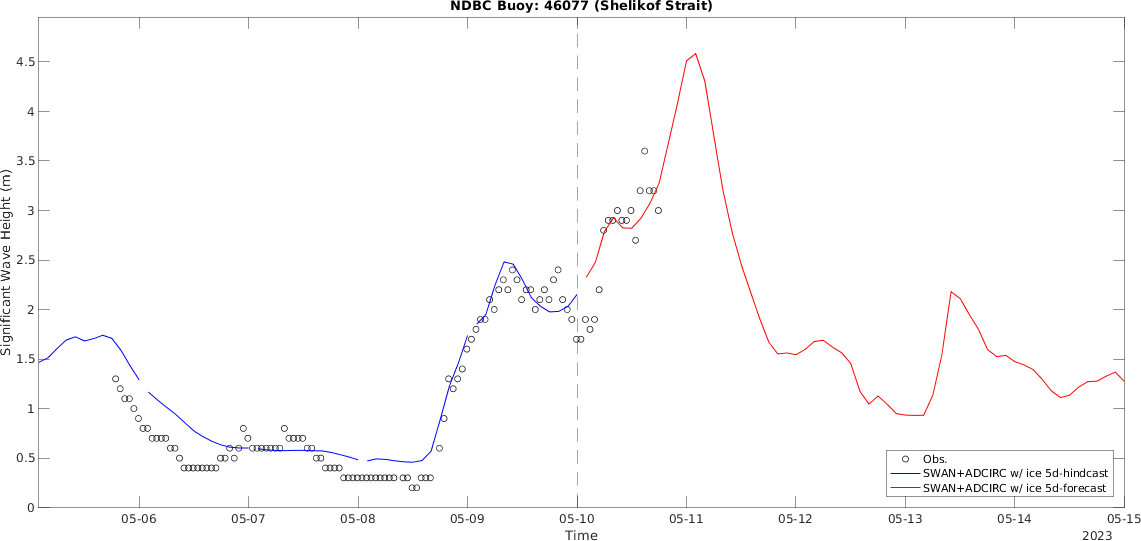 NDBC Buoy: 46077 (Shelikof Strait)
Significant Wave Height (m)
4.5
4
3.5
3
2.5
2
1.5
1
0.5
0
05-06 05-07 05-08 05-09 05-10 05-11 05-12 05-13 05-14 05-15
Time
2023
Obs.
SWAN+ADCIRC w/ ice 5d-hindcast
SWAN+ADCIRC w/ ice 5d-forecast